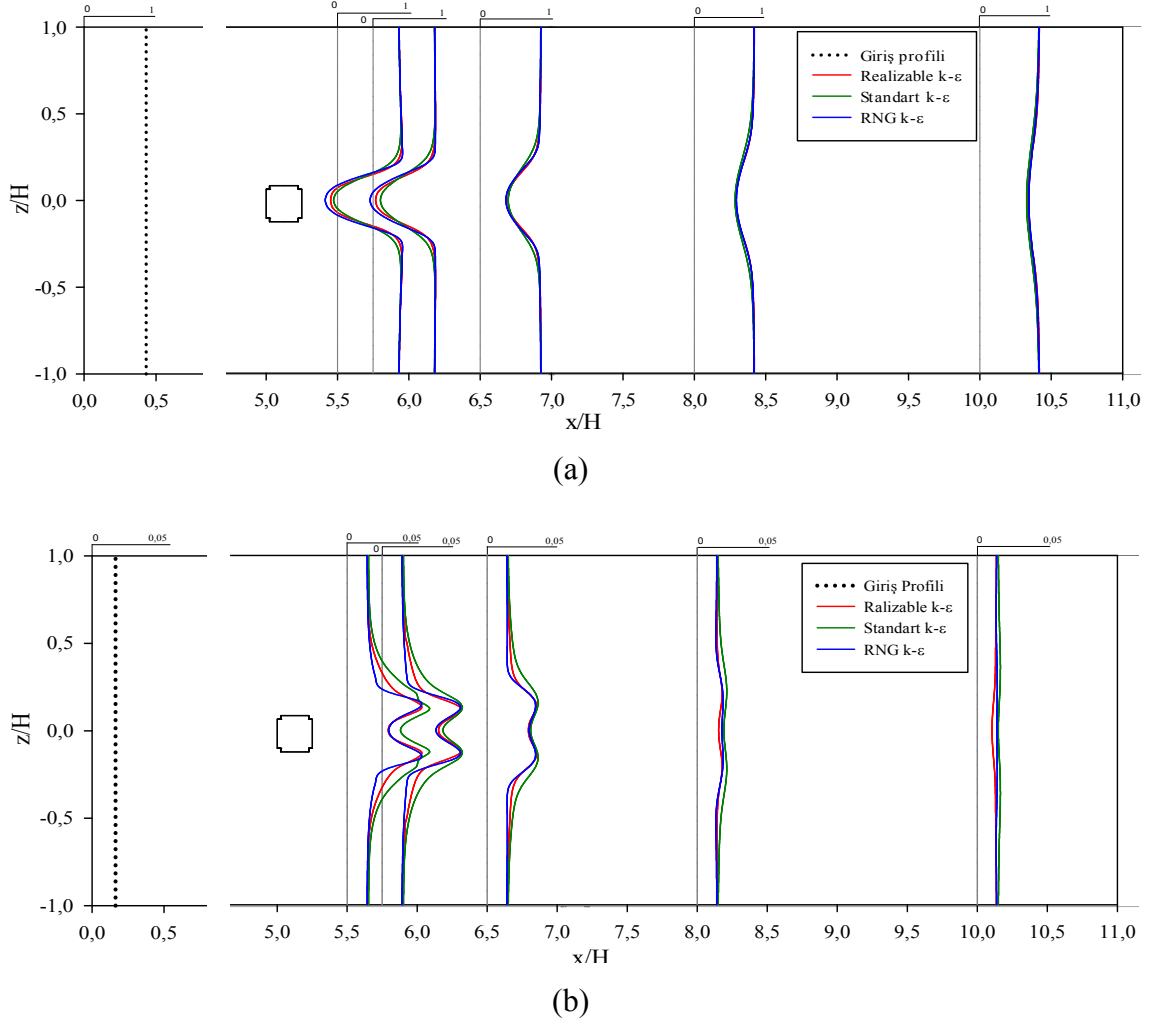 0 1
0 1
0 1
0 1
0 1
0 1
1,0
0,5
0,0
-0,5
-1,0
z/H
Giriş profili
Realizable k-ε
Standart k-ε
RNG k-ε
0,0 0,5 5,0 5,5 6,0 6,5 7,0 7,5 8,0 8,5 9,0 9,5 10,0 10,5 11,0
x/H
(a)
0 0,05
0 0,05
0 0,05
0 0,05
0 0,05
0 0,05
1,0
0,5
0,0
-0,5
-1,0
z/H
Giriş Profili
Ralizable k-ε
Standart k-ε
RNG k-ε
0,0 0,5 5,0 5,5 6,0 6,5 7,0 7,5 8,0 8,5 9,0 9,5 10,0 10,5 11,0
x/H
(b)